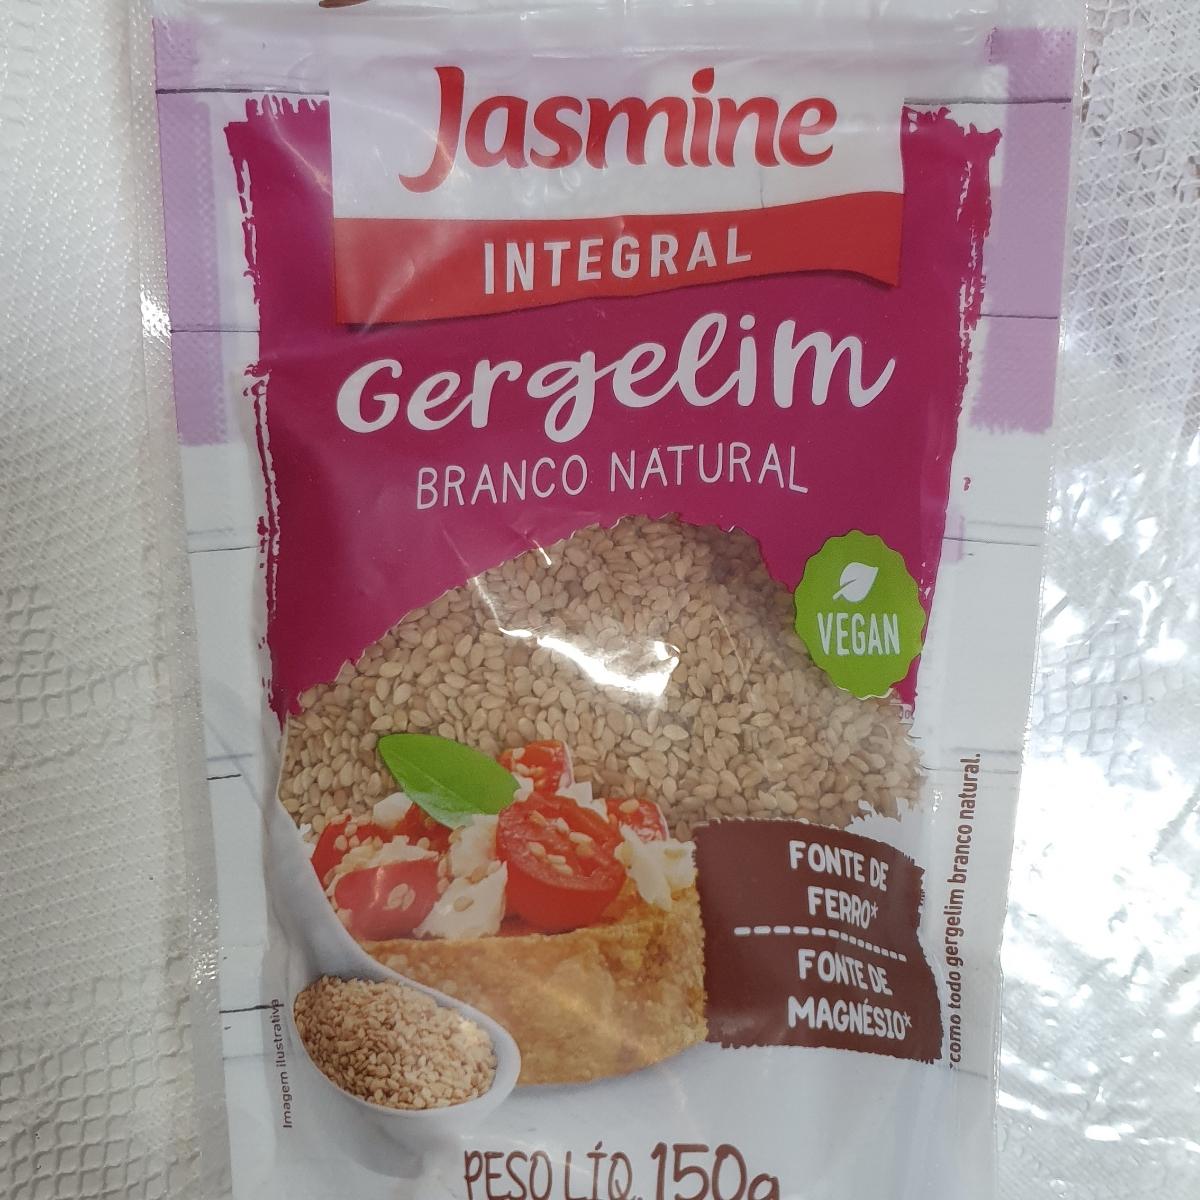 Jasmine
INTEGRAL
Gergelim
BRANCO NATURAL
VEGAN
FONTE DE
FERRO*
FONTE DE
MAGNÉSIO*
*como todo gergelim branco natural.
Imagem ilustrativa
PESO LÍQ. 150g